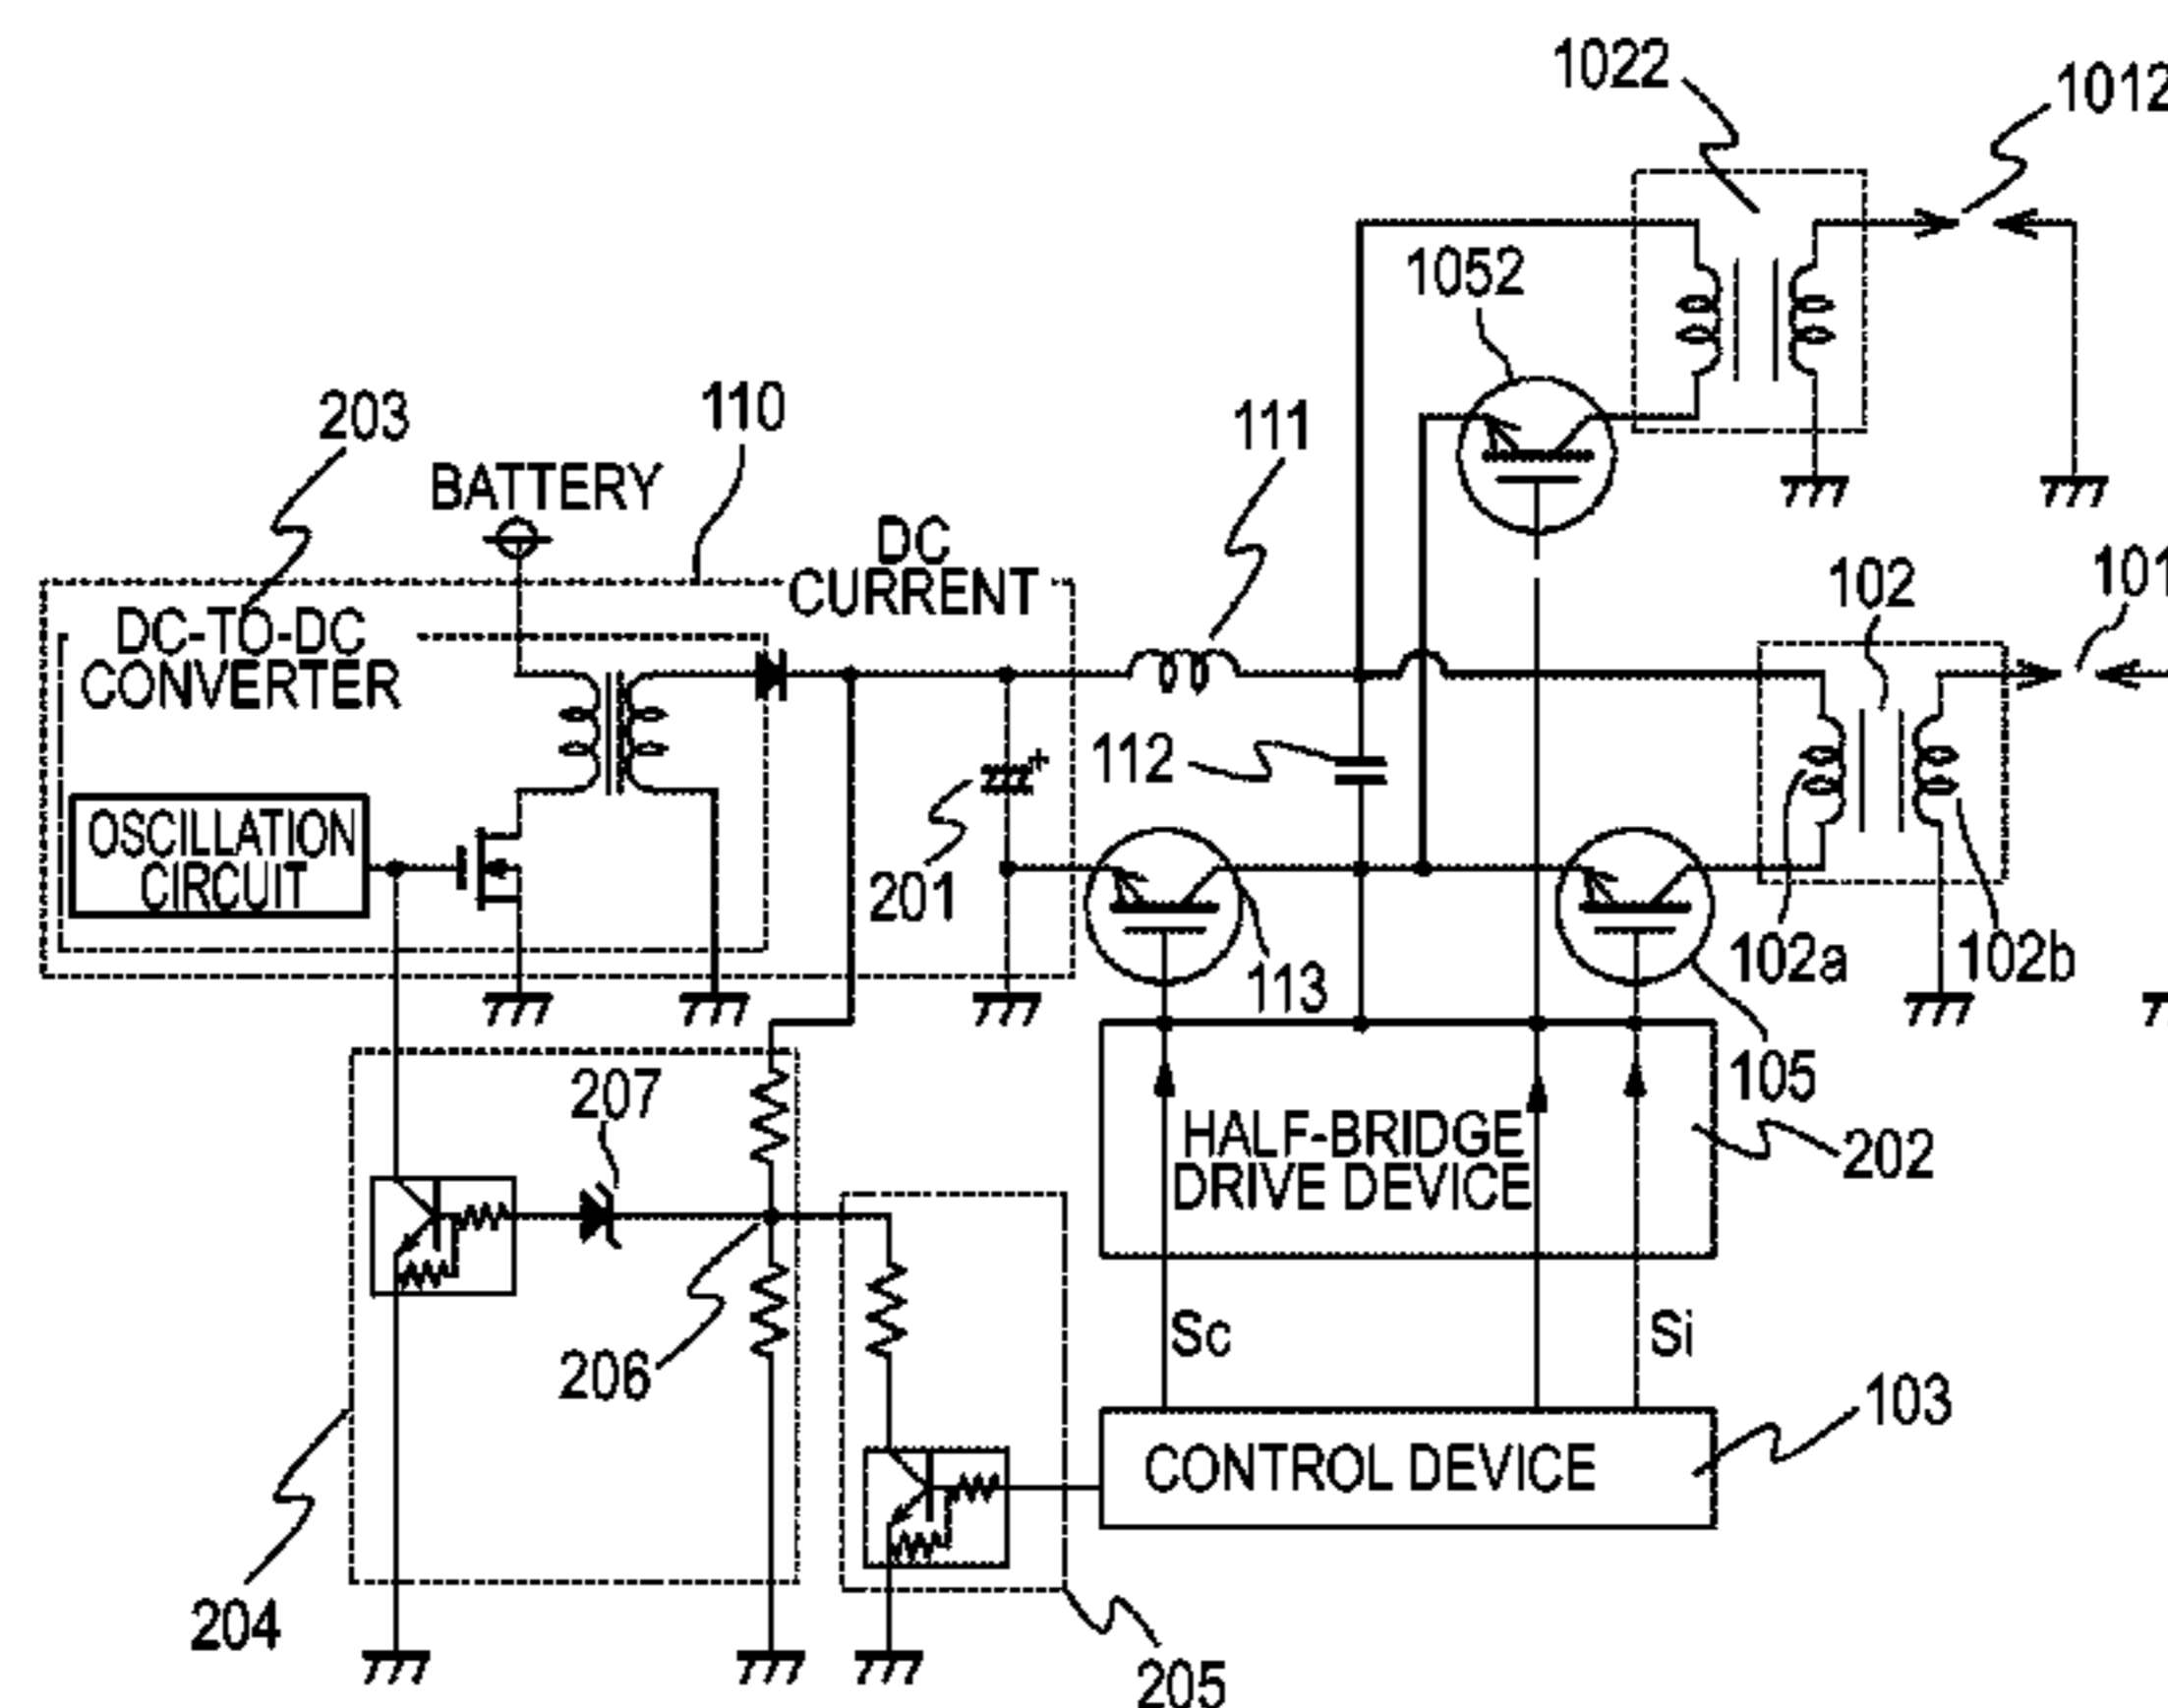 1022
1012
1052
203
110
111
BATTERY
DC
CURRENT
102
101
DC-TO-DC
CONVERTER
112
OSCILLATION
CIRCUIT
201
113
102a
102b
105
207
HALF-BRIDGE
DRIVE DEVICE
202
206
Sc
Si
103
CONTROL DEVICE
204
205